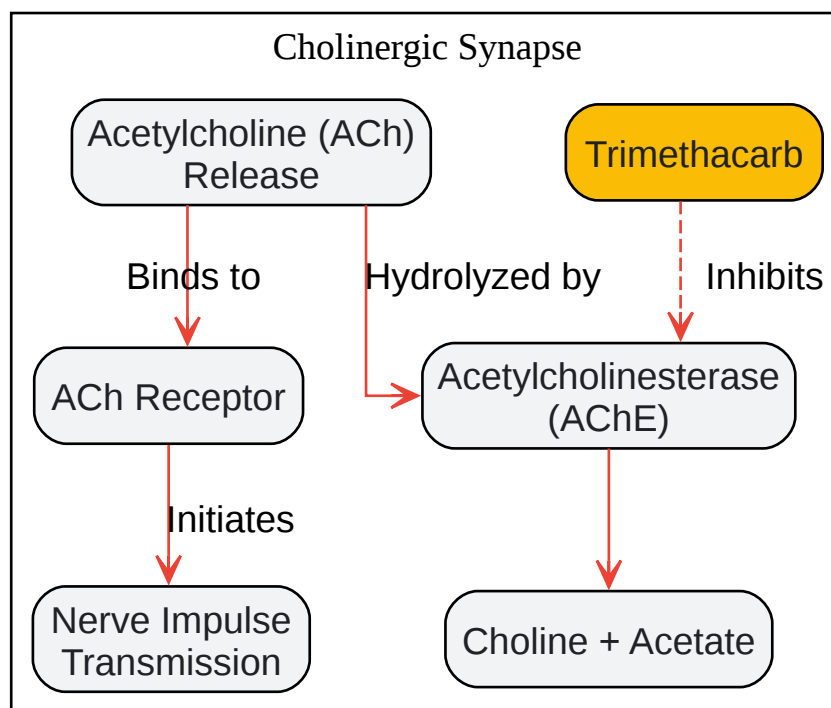 Cholinergic Synapse
Acetylcholine (ACh)
Release
Trimethacarb
Binds to
Hydrolyzed by
Inhibits
ACh Receptor
Acetylcholinesterase
(AChE)
Initiates
Nerve Impulse
Transmission
Choline + Acetate